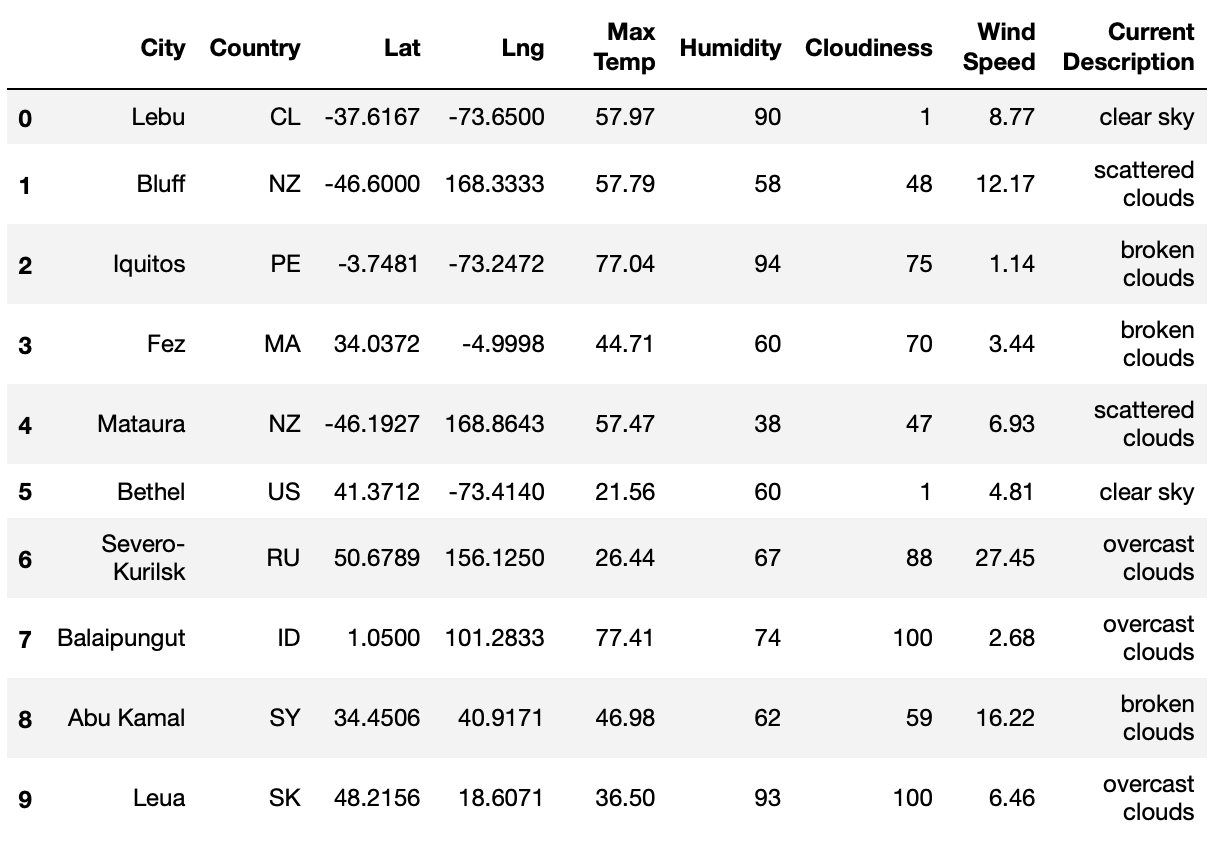 City Country Lat Lng Max Temp Humidity Cloudiness Wind Speed Current Description
0 Lebu CL -37.6167 -73.6500 57.97 90 1 8.77 clear sky
1 Bluff NZ -46.6000 168.3333 57.79 58 48 12.17 scattered clouds
2 Iquitos PE -3.7481 -73.2472 77.04 94 75 1.14 broken clouds
3 Fez MA 34.0372 -4.9998 44.71 60 70 3.44 broken clouds
4 Mataura NZ -46.1927 168.8643 57.47 38 47 6.93 scattered clouds
5 Bethel US 41.3712 -73.4140 21.56 60 1 4.81 clear sky
6 Severo-Kurilsk RU 50.6789 156.1250 26.44 67 88 27.45 overcast clouds
7 Balaipungut ID 1.0500 101.2833 77.41 74 100 2.68 overcast clouds
8 Abu Kamal SY 34.4506 40.9171 46.98 62 59 16.22 broken clouds
9 Leua SK 48.2156 18.6071 36.50 93 100 6.46 overcast clouds